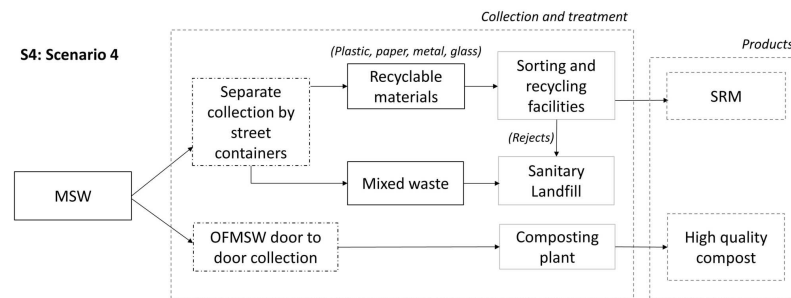 Collection and treatment
S4: Scenario 4
Products
(Plastic, paper, metal, glass)
Separate
collection by
street
containers
Recyclable
materials
Sorting and
recycling
facilities
SRM
(Rejects)
MSW
Mixed waste
Sanitary
Landfill
OFMSW door to
door collection
Composting
plant
High quality
compost